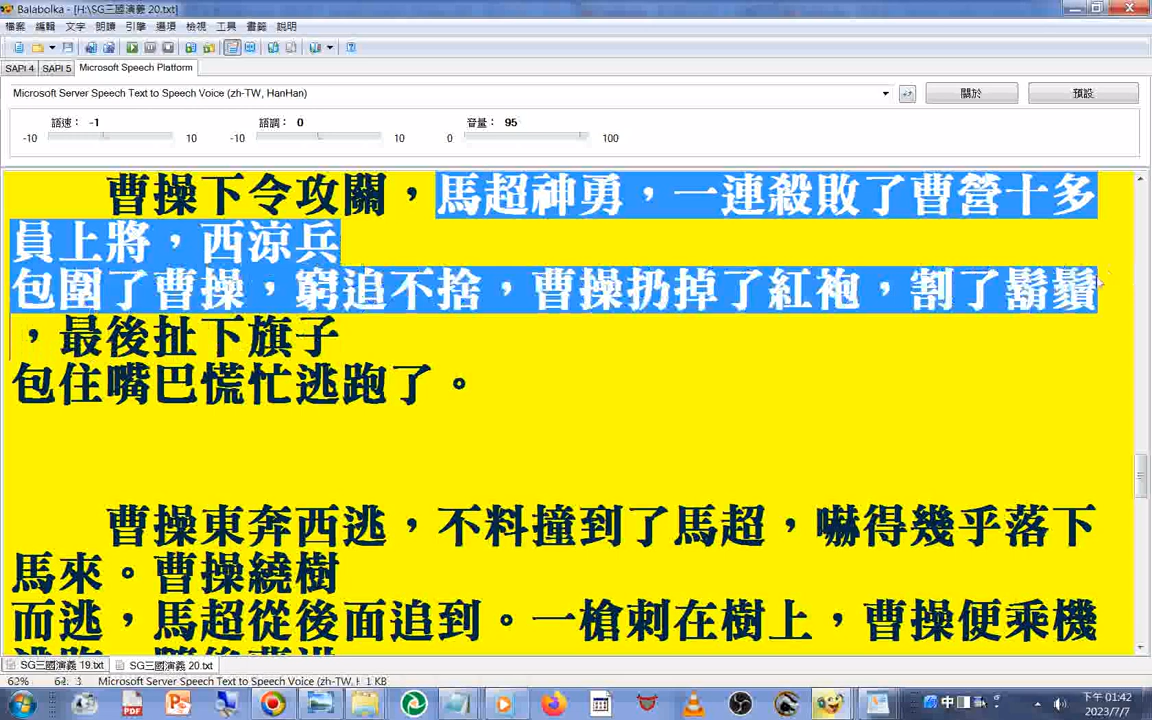 Balabolka - [H:\SG三國演義 20.txt]
檔案 編輯 文字 朗讀 引擎 選項 檢視 工具 書籤 說明
SAPI 4 SAPI 5 Microsoft Speech Platform
Microsoft Server Speech Text to Speech Voice (zh-TW, HanHan)
關於 預設
語速： -1 語調： 0 音量： 95
-10 10 -10 10 0 100
曹操下令攻關，馬超神勇，一連殺敗了曹營十多
員上將，西涼兵
包圍了曹操，窮追不捨，曹操扔掉了紅袍，割了鬍鬚
，最後扯下旗子
包住嘴巴慌忙逃跑了。
曹操東奔西逃，不料撞到了馬超，嚇得幾乎落下
馬來。曹操繞樹
而逃，馬超從後面追到。一槍刺在樹上，曹操便乘機
SG三國演義 19.txt SG三國演義 20.txt
62% Microsoft Server Speech Text to Speech Voice (zh-TW, H 1 KB
中
下午 01:42
2023/7/7